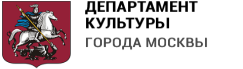 ДЕПАРТАМЕНТ
КУЛЬТУРЫ
ГОРОДА МОСКВЫ